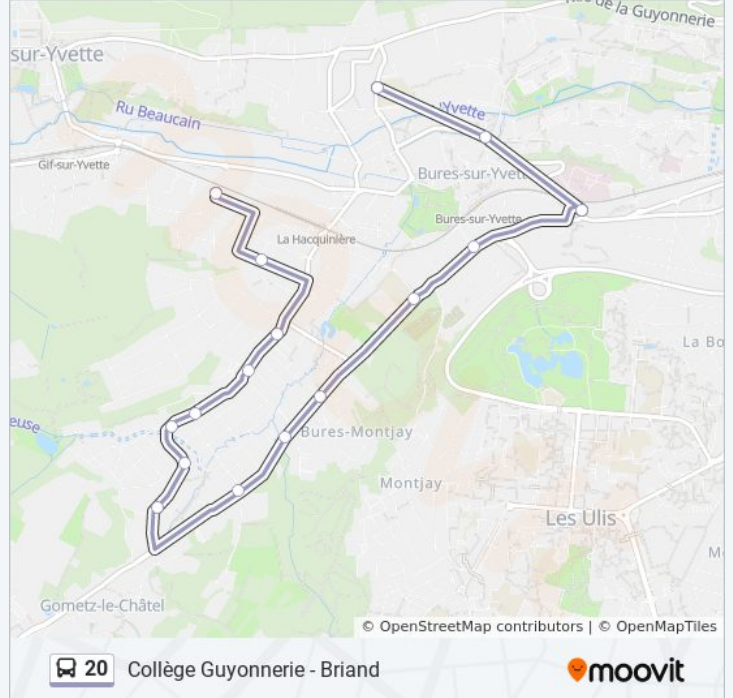 de la Guyonnerie
sur-Yvette
Ru Beaucain
Yvette
Gif-sur-Yvette
Bures-sur-Yvett
Bures-sur-Yvette
La Hacquinière
La Bo
euse
Bures-Montjay
Montjay
Les Ulis
Gometz-le-Châtel
© OpenStreetMap contributors | © OpenMapTiles
20 Collège Guyonnerie - Briand
moovit